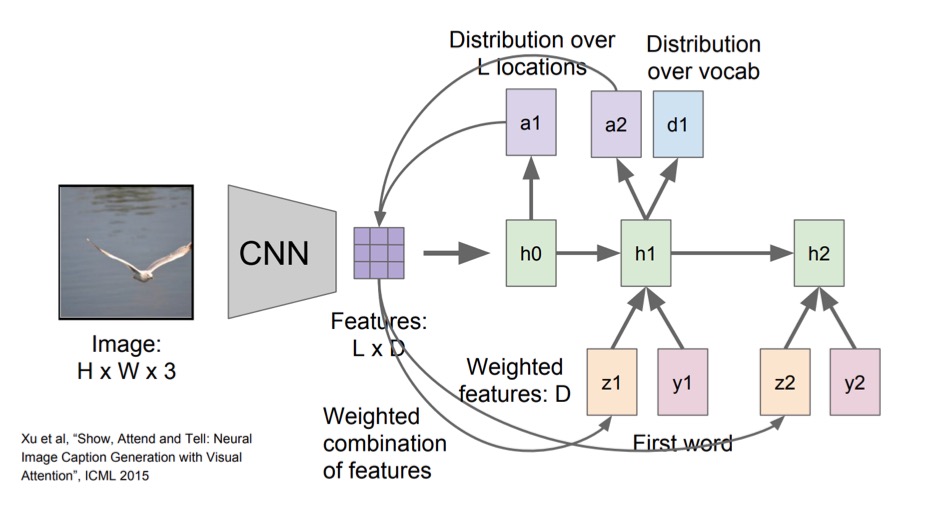 Distribution over
L locations
Distribution
over vocab
a1
a2
d1
CNN
h0
h1
h2
Image:
H x W x 3
Features:
L x D
Weighted
features: D
z1
y1
z2
y2
Weighted
combination
of features
First word
Xu et al, “Show, Attend and Tell: Neural
Image Caption Generation with Visual
Attention”, ICML 2015